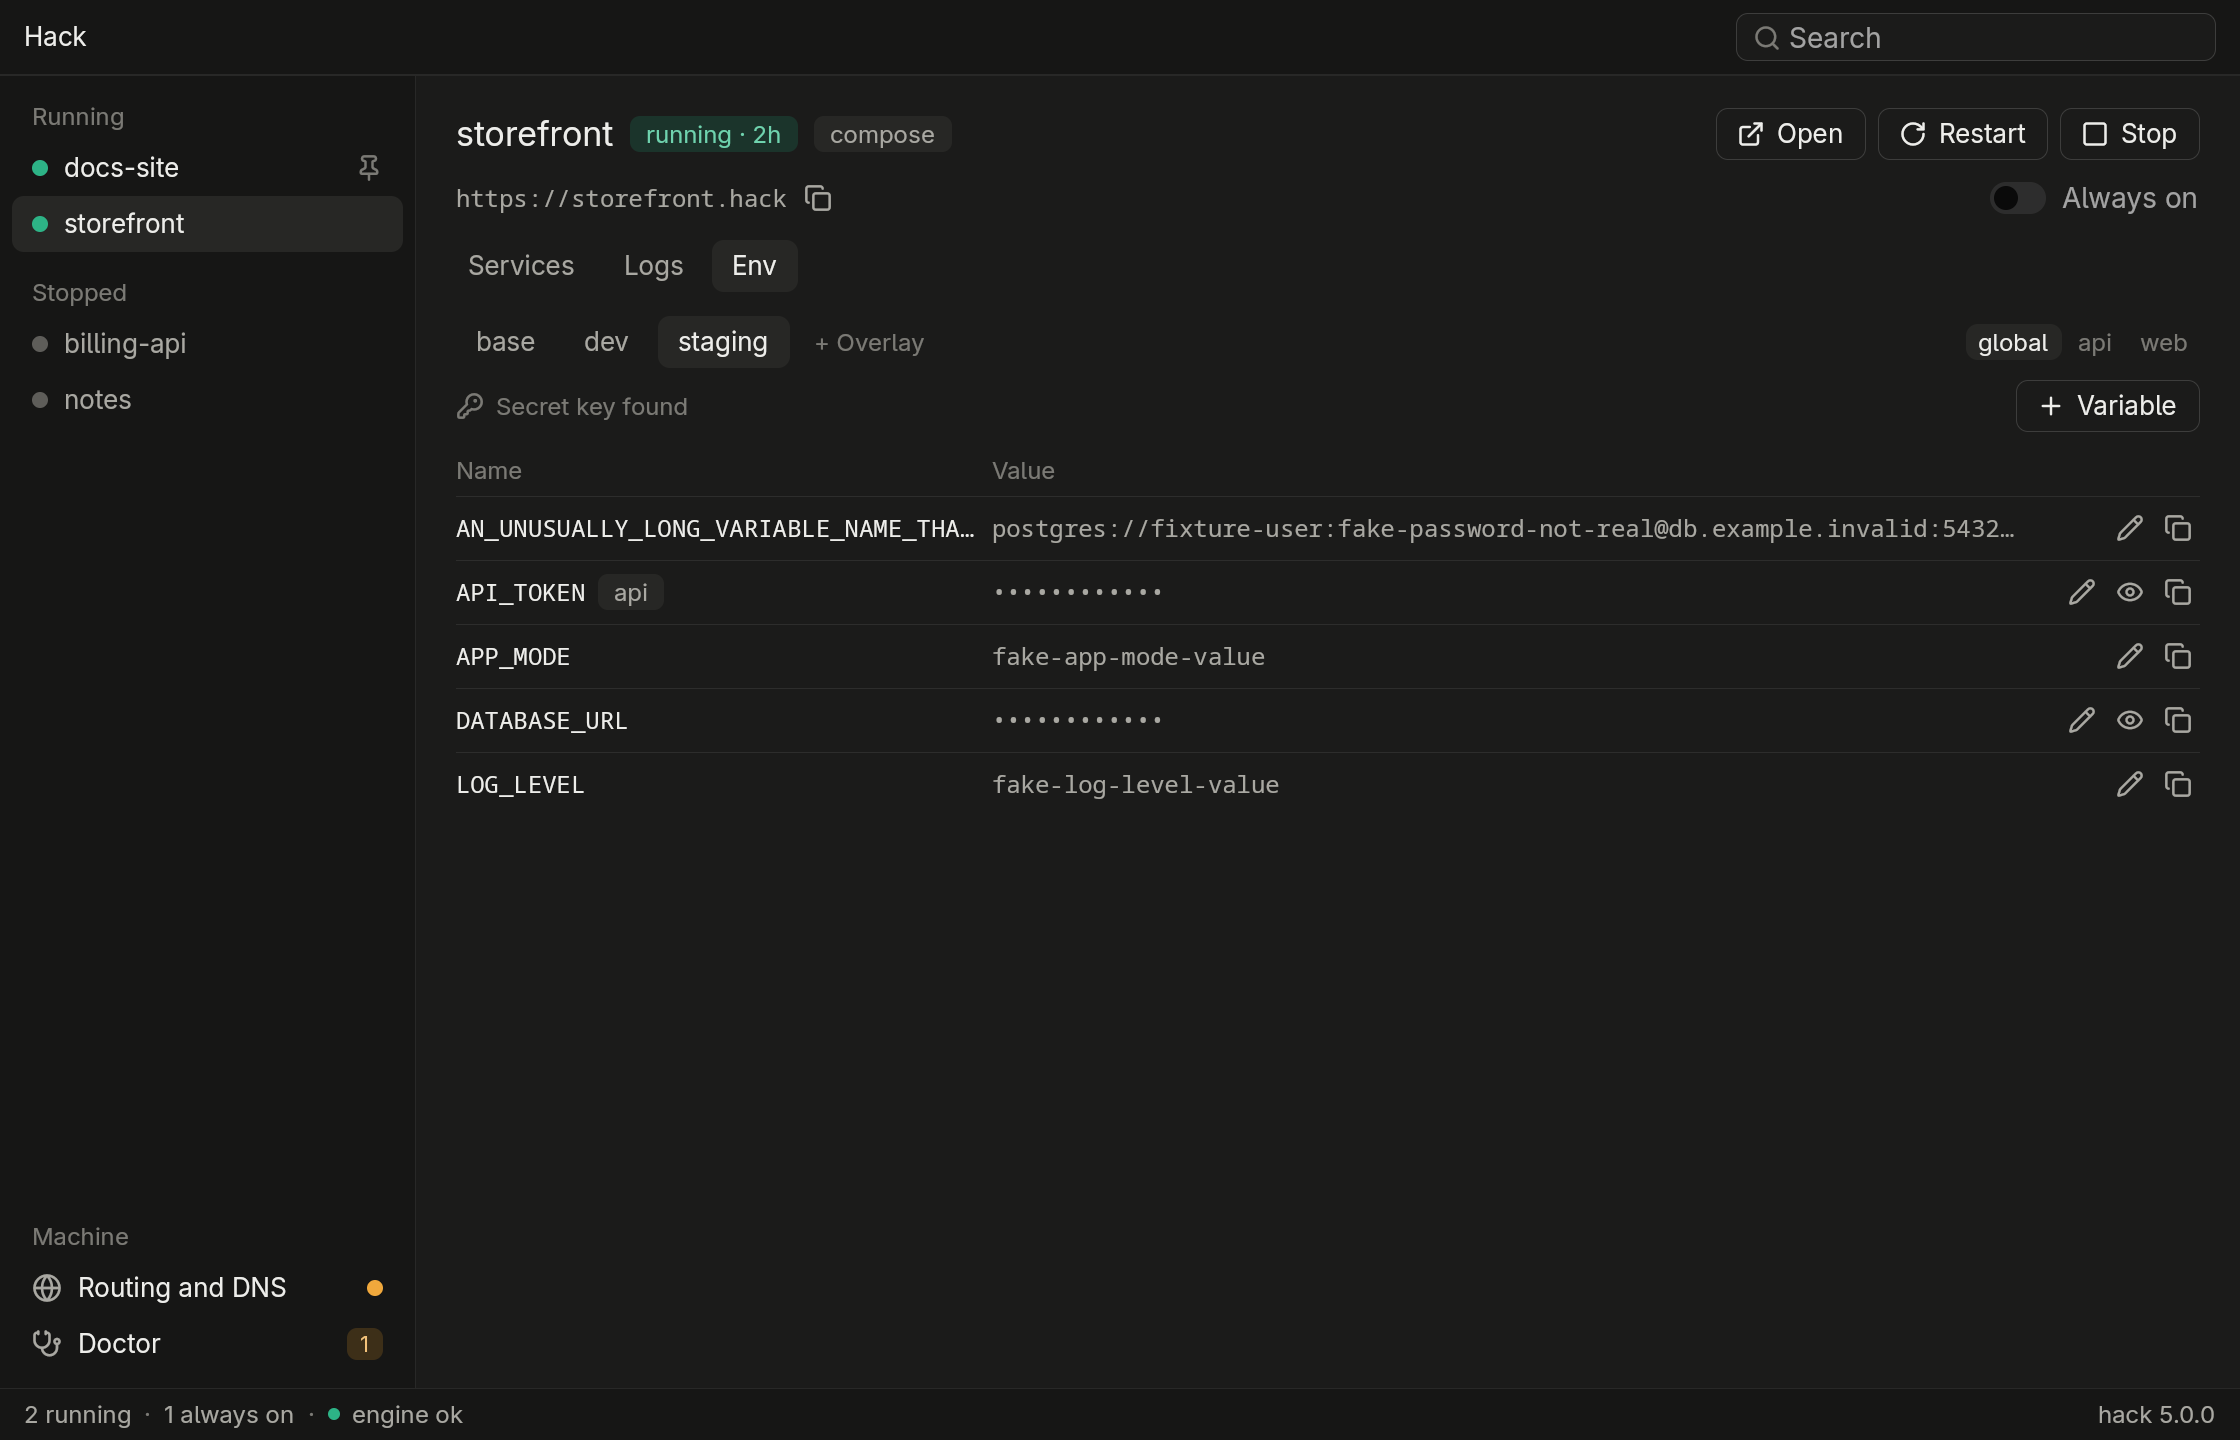 Hack
Search
Running
docs-site
storefront
Stopped
billing-api
notes
Machine
Routing and DNS
Doctor 1
storefront running · 2h compose
Open Restart Stop
https://storefront.hack
Always on
Services Logs Env
base dev staging + Overlay
global api web
Secret key found
+ Variable
Name Value
AN_UNUSUALLY_LONG_VARIABLE_NAME_THA… postgres://fixture-user:fake-password-not-real@db.example.invalid:5432…
API_TOKEN api ••••••••••••
APP_MODE fake-app-mode-value
DATABASE_URL ••••••••••••
LOG_LEVEL fake-log-level-value
2 running · 1 always on · engine ok
hack 5.0.0